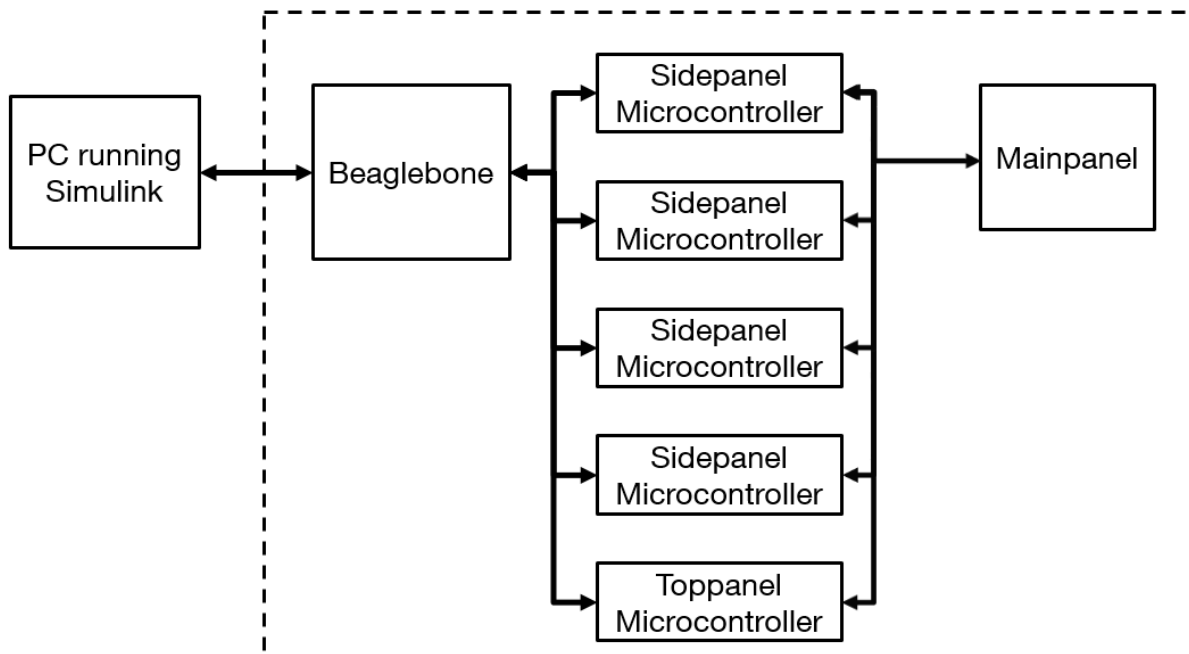 PC running
Simulink
Beaglebone
Sidepanel
Microcontroller
Sidepanel
Microcontroller
Sidepanel
Microcontroller
Sidepanel
Microcontroller
Toppanel
Microcontroller
Mainpanel